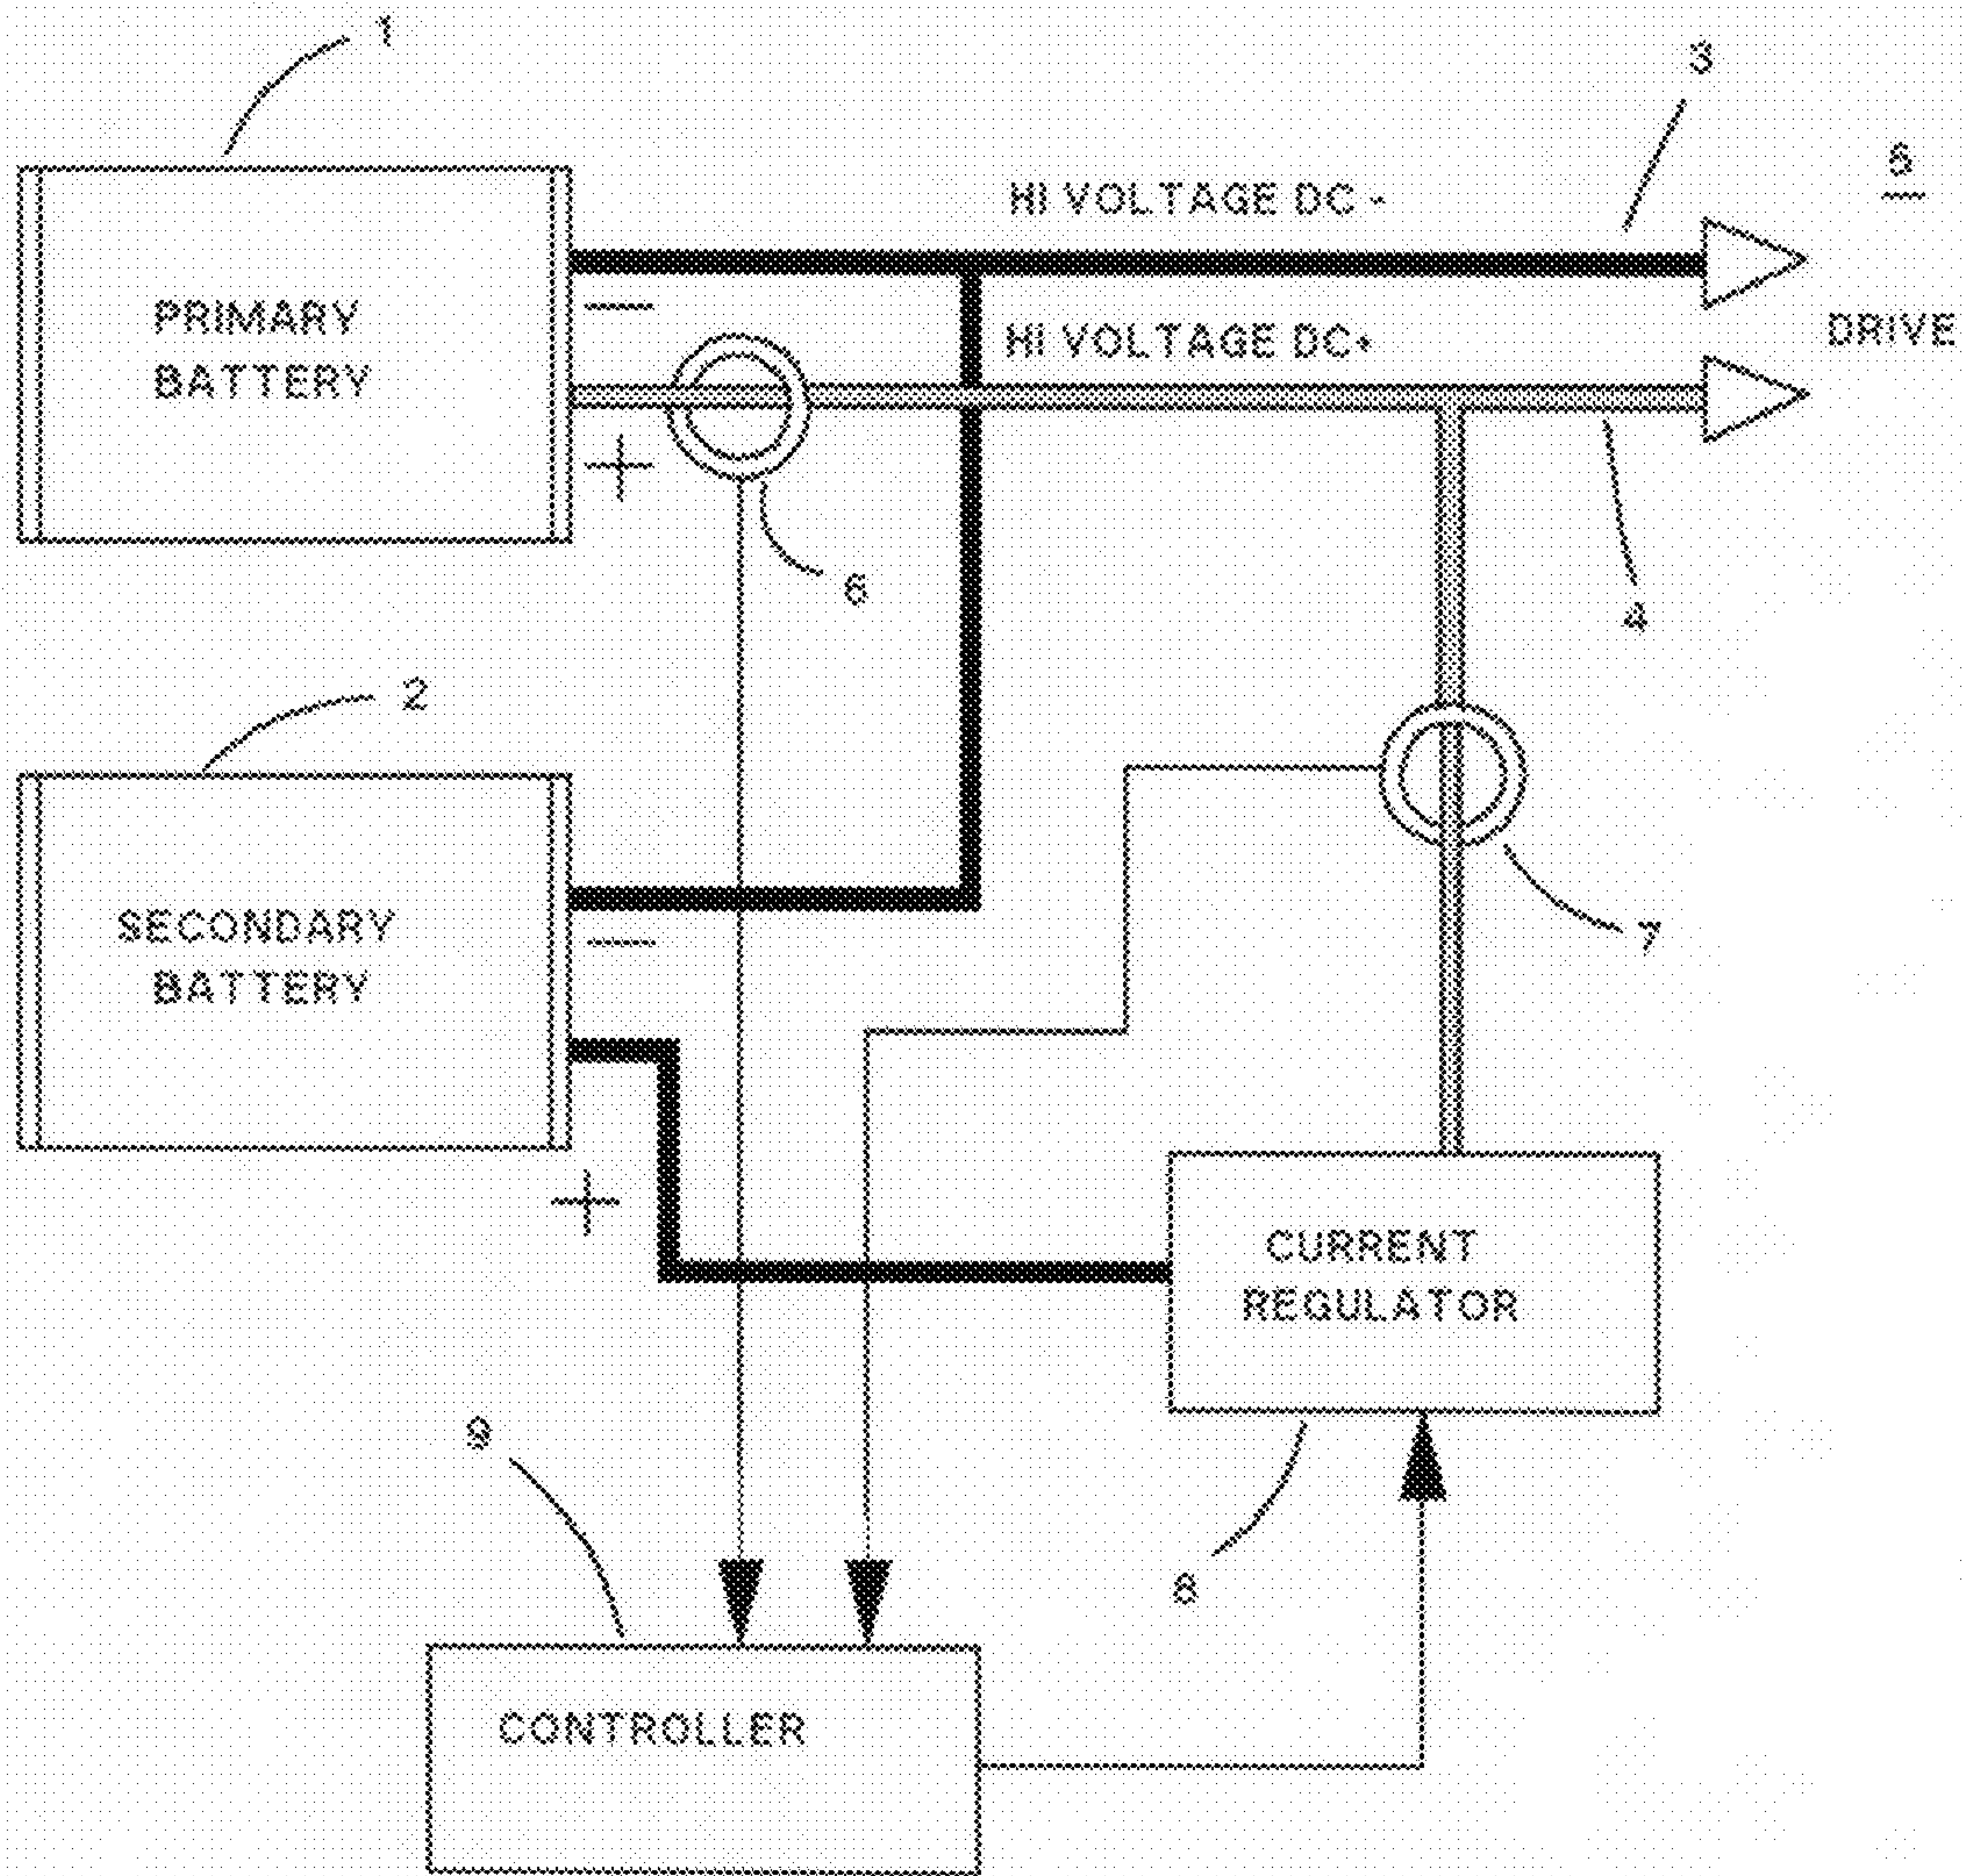 1
3
5
HI VOLTAGE DC -
PRIMARY
BATTERY
−
HI VOLTAGE DC+
DRIVE
+
6
4
2
SECONDARY
BATTERY
−
7
+
CURRENT
REGULATOR
9
8
CONTROLLER